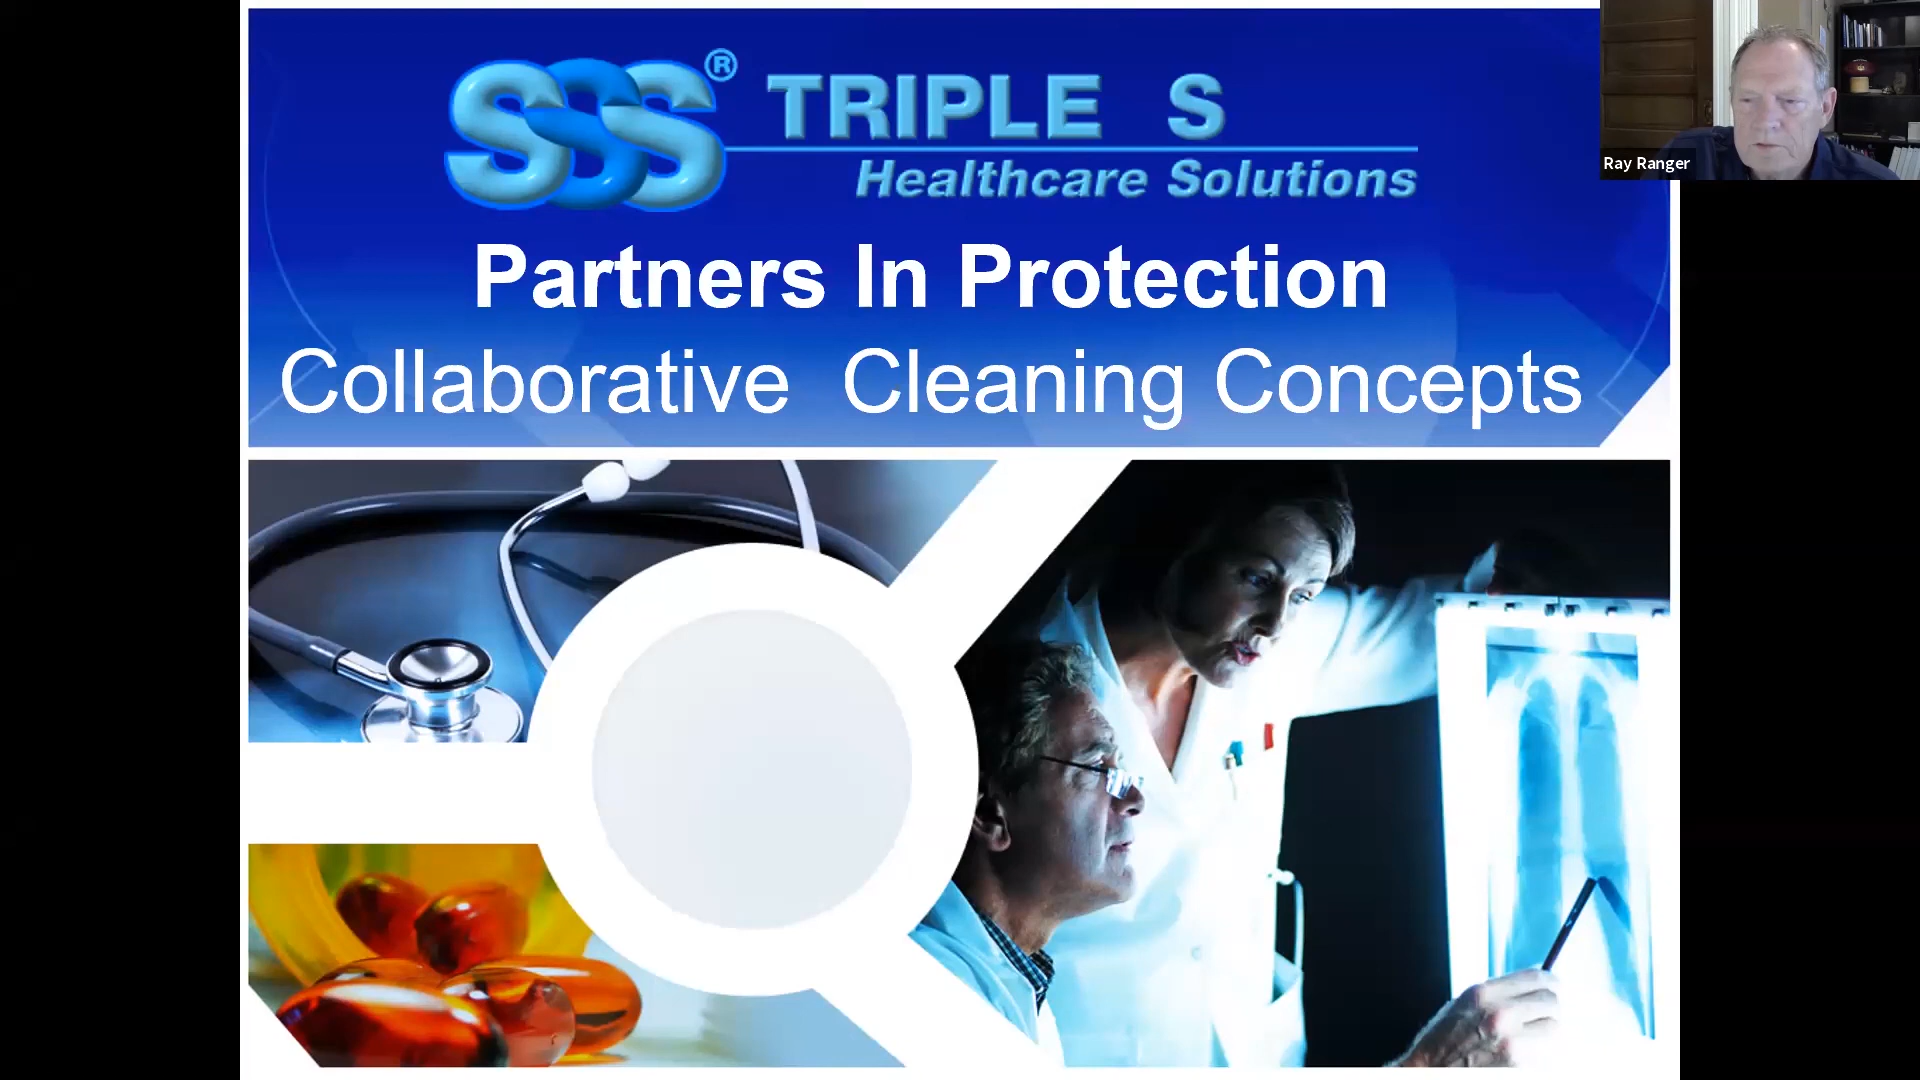 SSS® TRIPLE S
Healthcare Solutions
Ray Ranger
Partners In Protection
Collaborative Cleaning Concepts